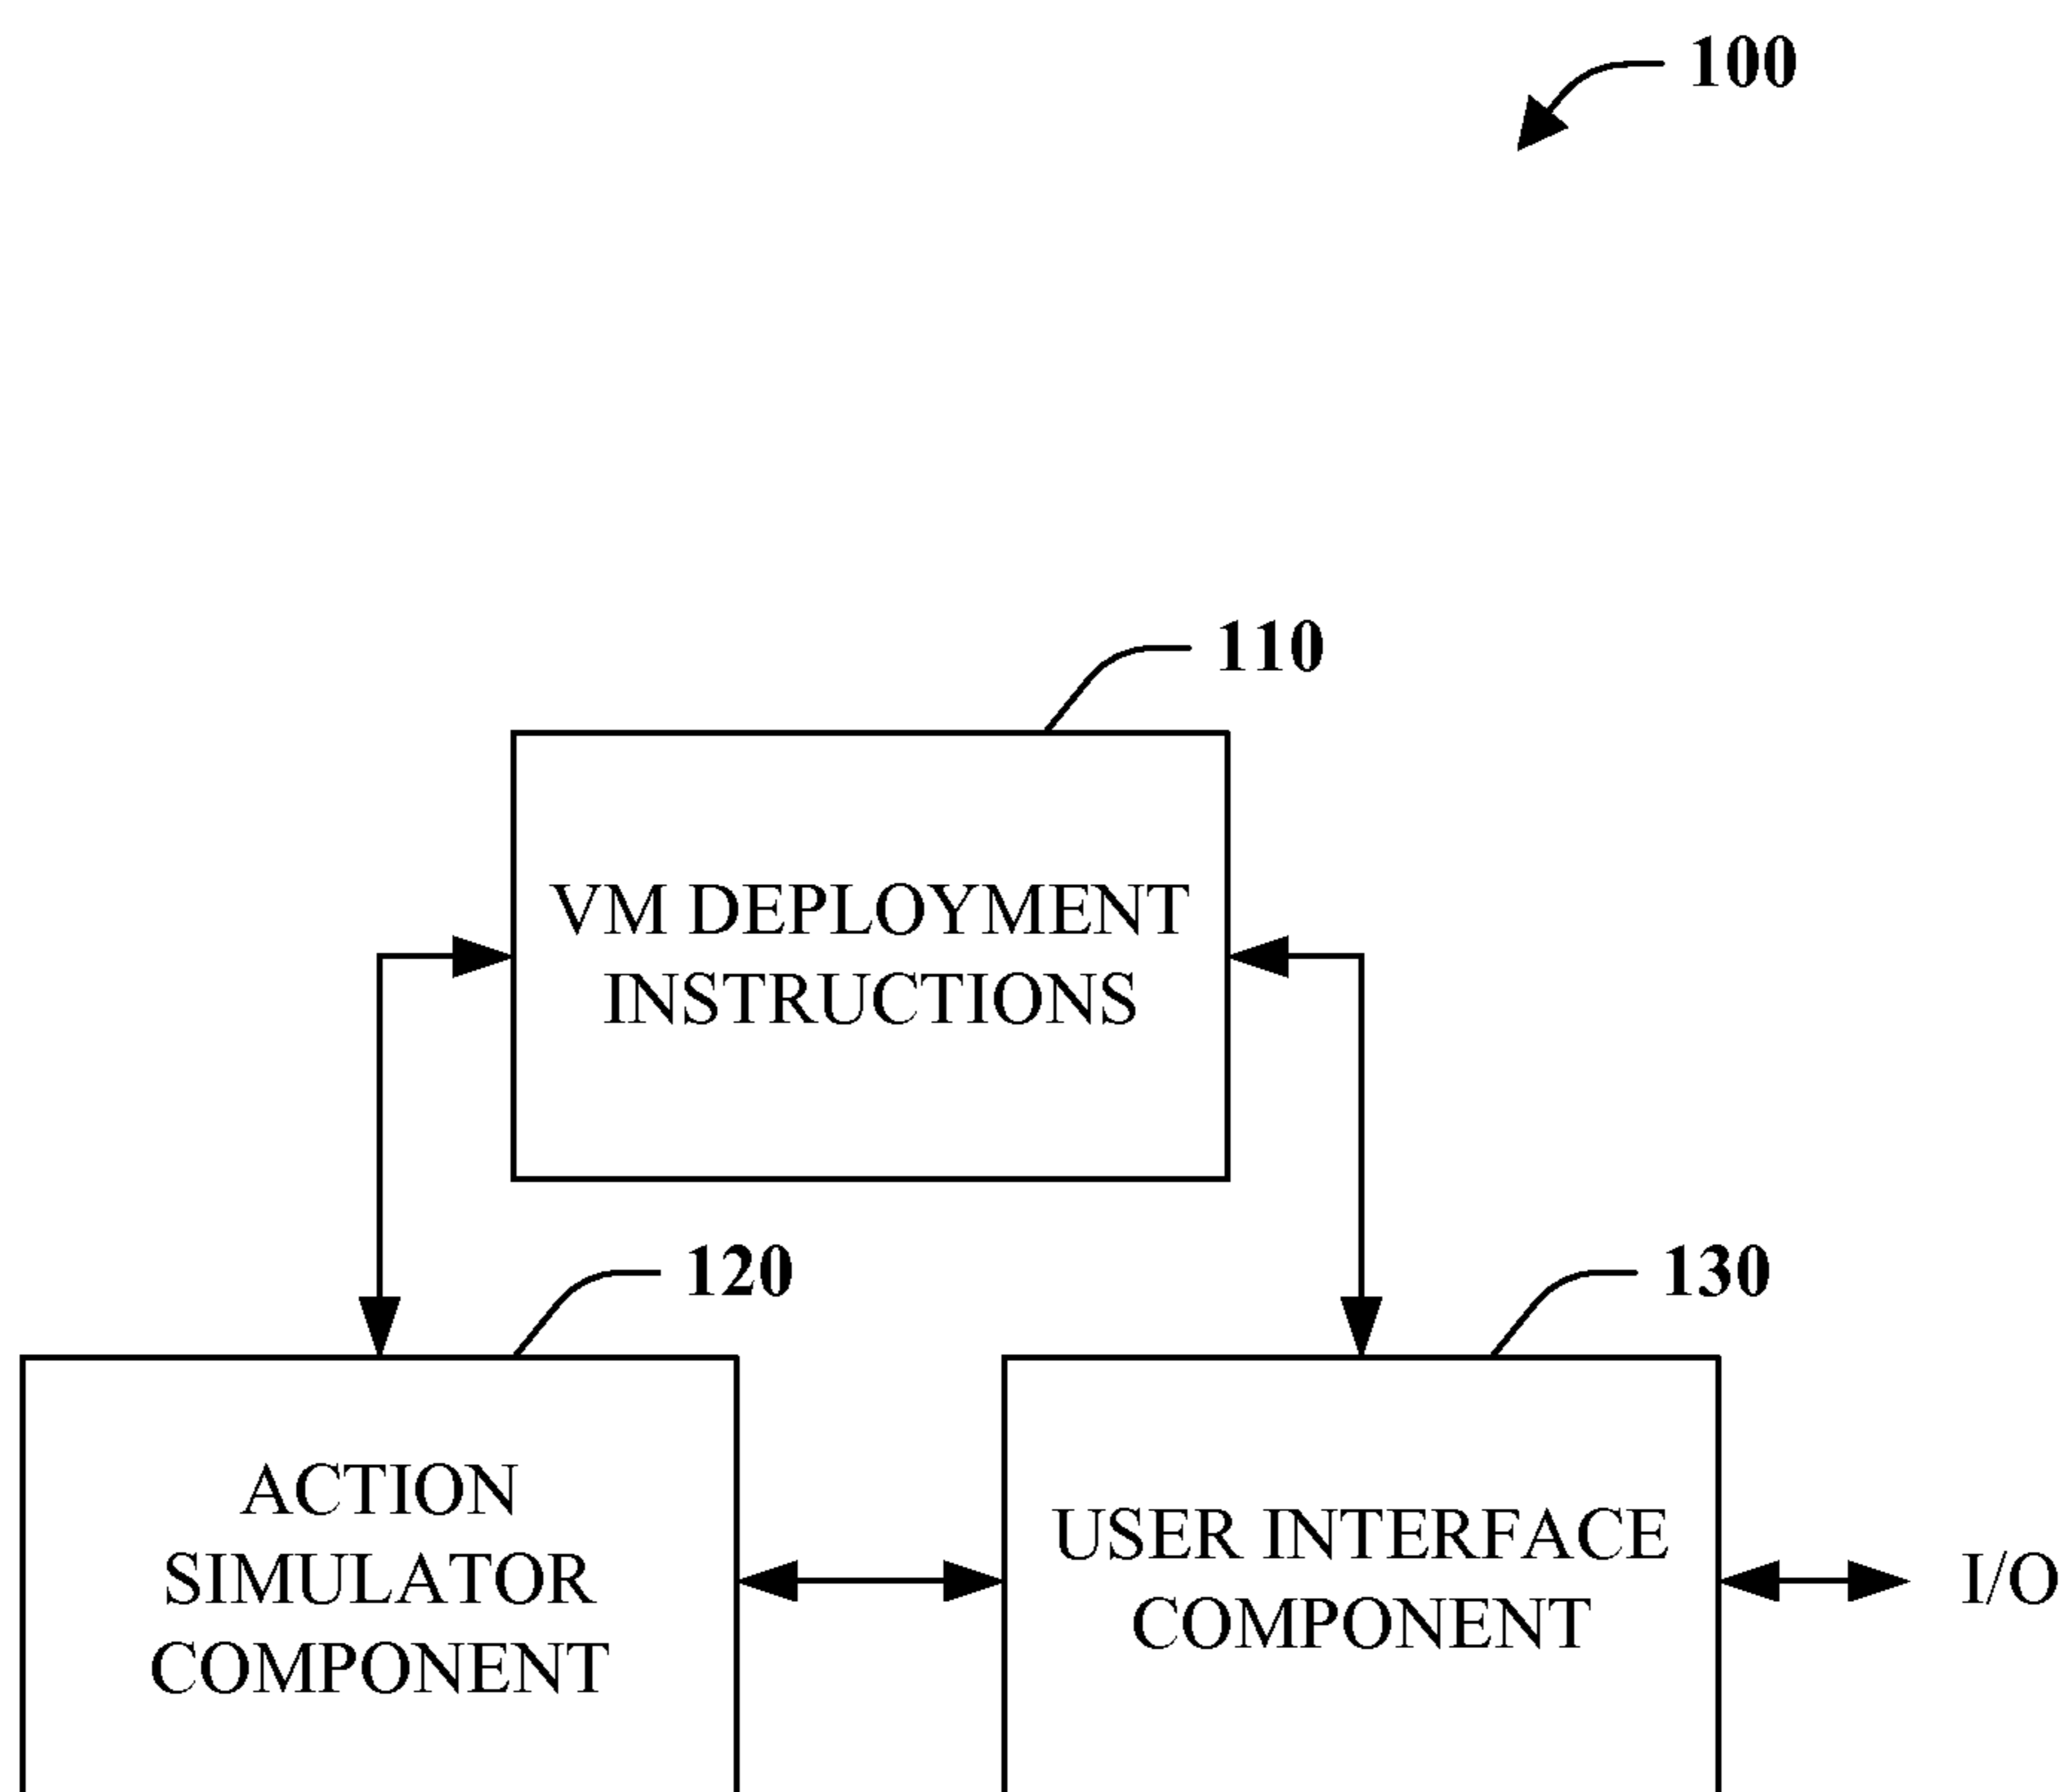 100
110
VM DEPLOYMENT
INSTRUCTIONS
120
130
ACTION
SIMULATOR
COMPONENT
USER INTERFACE
COMPONENT
I/O